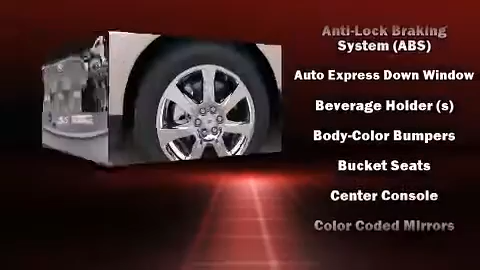 Anti-Lock Braking
System (ABS)
Auto Express Down Window
Beverage Holder (s)
Body-Color Bumpers
Bucket Seats
Center Console
Color Coded Mirrors